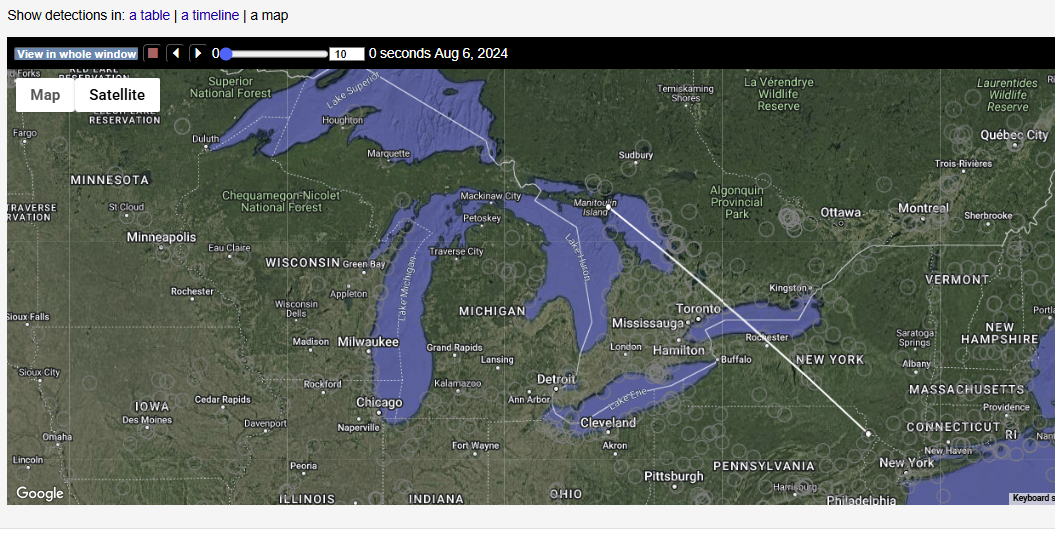 Show detections in: a table | a timeline | a map
View in whole window
0
10
0 seconds Aug 6, 2024
Map
Satellite
Forks
RED LAKE
RESERVATION
RESERVATION
Superior
National Forest
Lake Superior
Houghton
Temiskaming
Shores
La Vérendrye
Wildlife
Reserve
Laurentides
Wildlife
Reserve
Fargo
Duluth
Marquette
Sudbury
Québec City
Trois-Rivières
MINNESOTA
Chequamegon-Nicolet
National Forest
Mackinaw City
Manitoulin
Island
Algonquin
Provincial
Park
Ottawa
Montreal
Sherbrooke
TRAVERSE
RVATION
St Cloud
Petoskey
Minneapolis
Eau Claire
WISCONSIN
Green Bay
Traverse City
Lake Michigan
Lake Huron
VERMONT
Rochester
Appleton
Wisconsin
Dells
MICHIGAN
Kingston
Toronto
Mississauga
Sioux Falls
Portla
NEW
HAMPSHIRE
Madison
Milwaukee
Grand Rapids
Lansing
London
Hamilton
Rochester
Saratoga
Springs
Buffalo
NEW YORK
Albany
Sioux City
Rockford
Kalamazoo
Detroit
Ann Arbor
Lake Erie
MASSACHUSETTS
IOWA
Cedar Rapids
Chicago
Providence
Des Moines
Davenport
Naperville
Cleveland
CONNECTICUT
RI
Nan
Omaha
Fort Wayne
Akron
New Haven
Lincoln
Peoria
Pittsburgh
PENNSYLVANIA
New York
Harrisburg
Google
ILLINOIS
INDIANA
OHIO
Philadelphia
Keyboard s